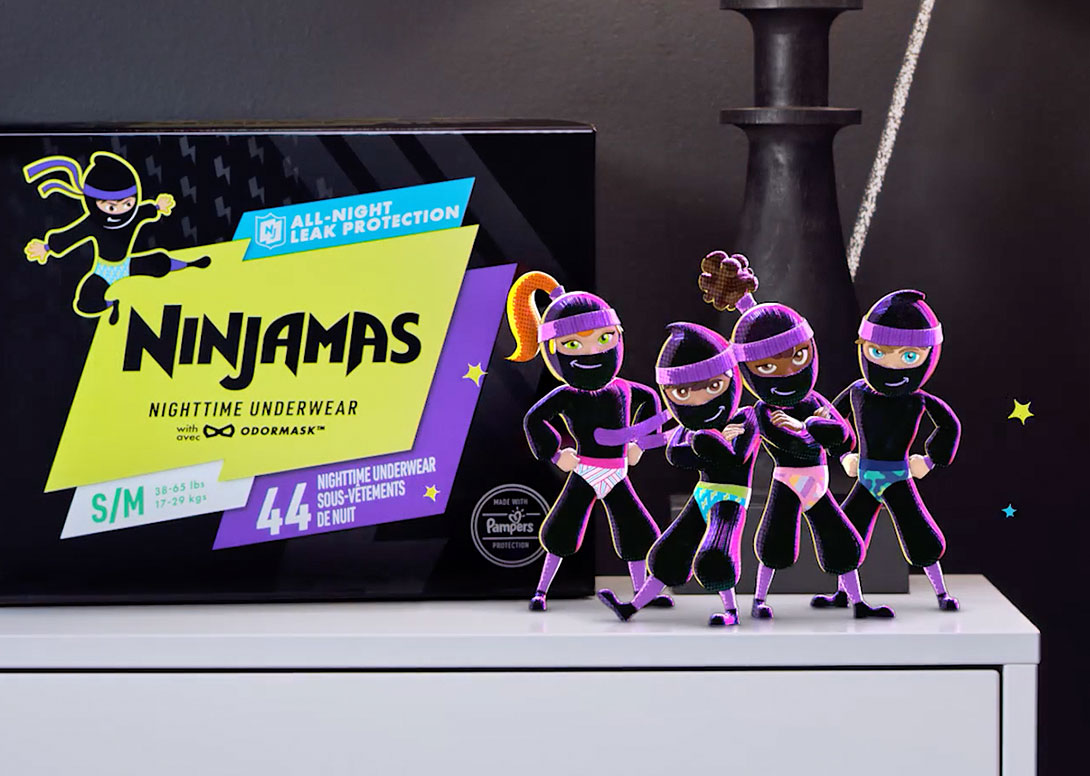 ALL-NIGHT
LEAK PROTECTION
NINJAMAS
NIGHTTIME UNDERWEAR
with
avec
ODORMASK™
S/M
38-65 lbs
17-29 kgs
44
NIGHTTIME UNDERWEAR
SOUS-VÊTEMENTS
DE NUIT
MADE WITH
Pampers
PROTECTION